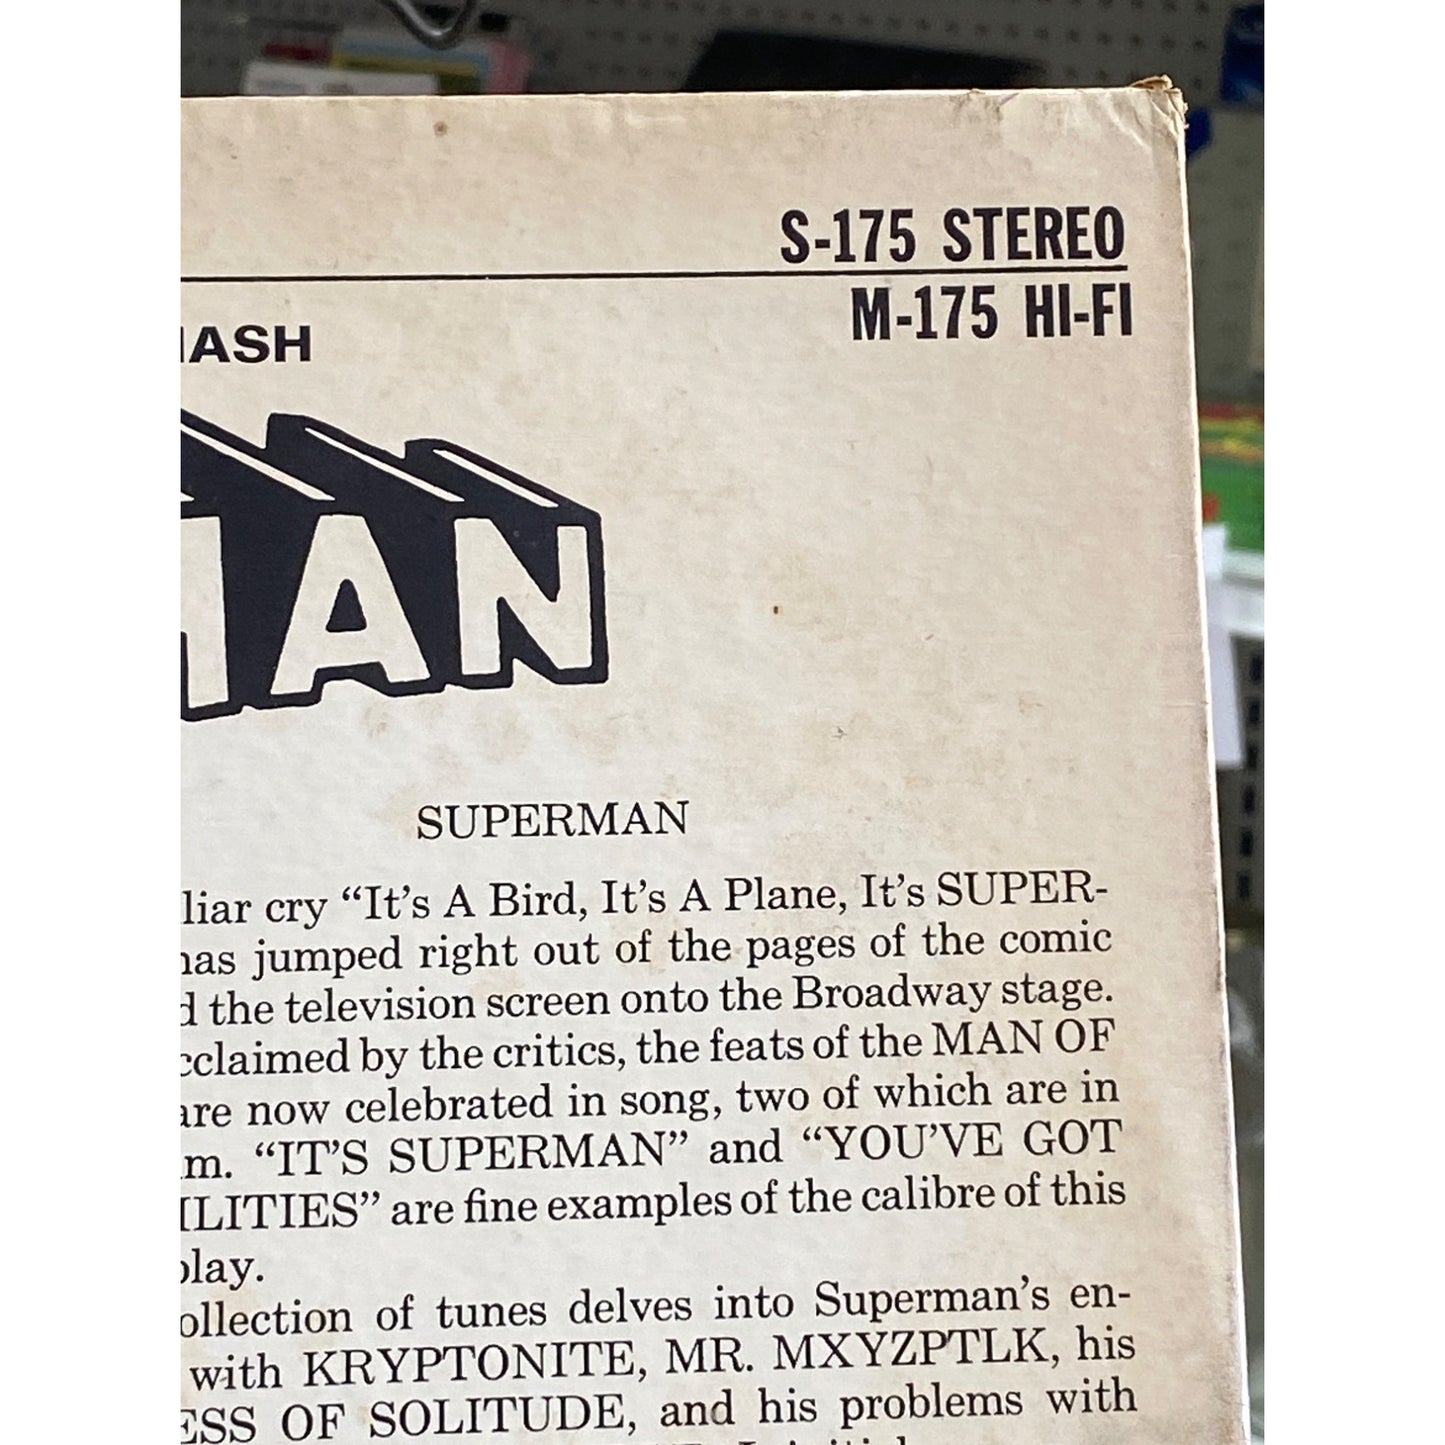 S-175 STEREO
M-175 HI-FI
MASH
MAN
SUPERMAN
liar cry “It’s A Bird, It’s A Plane, It’s SUPER-
has jumped right out of the pages of the comic
d the television screen onto the Broadway stage.
cclaimed by the critics, the feats of the MAN OF
are now celebrated in song, two of which are in
m. “IT’S SUPERMAN” and “YOU’VE GOT
ILITIES” are fine examples of the calibre of this
play.
ollection of tunes delves into Superman’s en-
with KRYPTONITE, MR. MXYZPTLK, his
ESS OF SOLITUDE, and his problems with